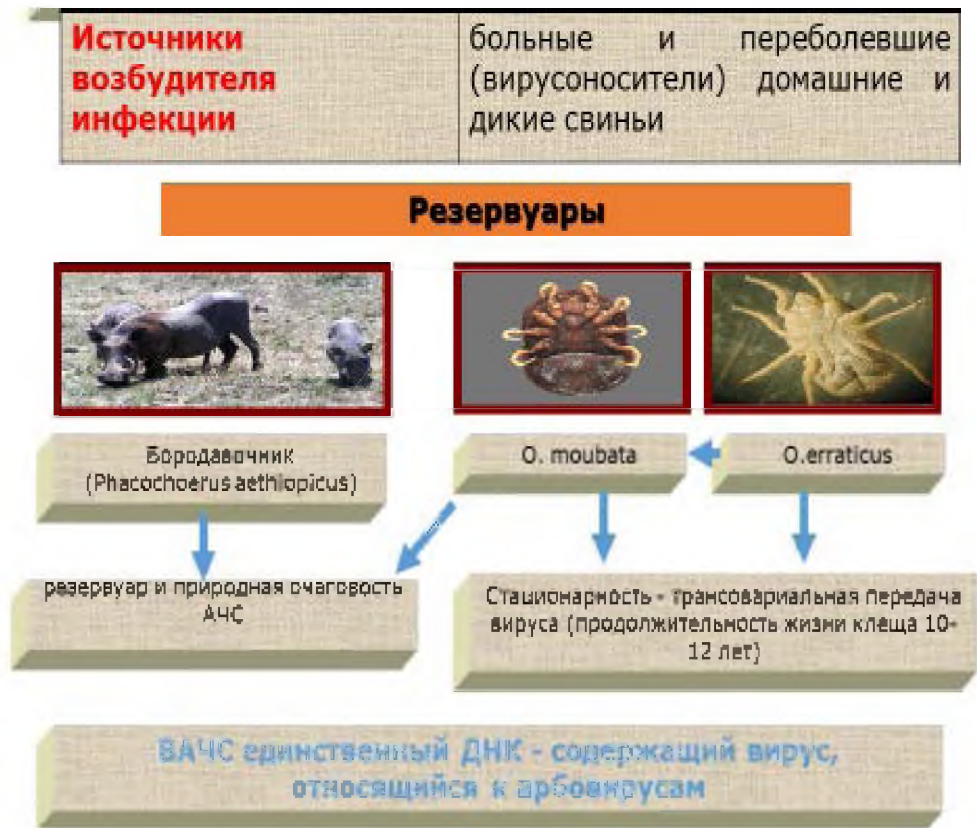 Источники
возбудителя
инфекции
больные и переболевшие
(вирусоносители) домашние и
дикие свиньи
Резервуары
Бородавочник
(Phacochoerus aethiopicus)
O. moubata
O.erraticus
резервуар и природная очаговость
АЧС
Стационарность - трансовариальная передача
вируса (продолжительность жизни клеща 10-
12 лет)
ВАЧС единственный ДНК - содержащий вирус,
относящийся к арбовирусам